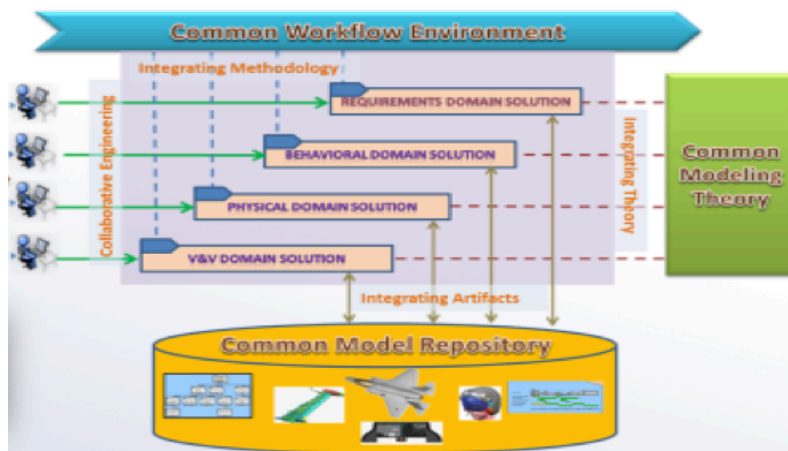 Common Workflow Environment
Integrating Methodology
REQUIREMENTS DOMAIN SOLUTION
BEHAVIORAL DOMAIN SOLUTION
PHYSICAL DOMAIN SOLUTION
V&V DOMAIN SOLUTION
Collaborative Engineering
Integrating Theory
Common
Modeling
Theory
Integrating Artifacts
Common Model Repository